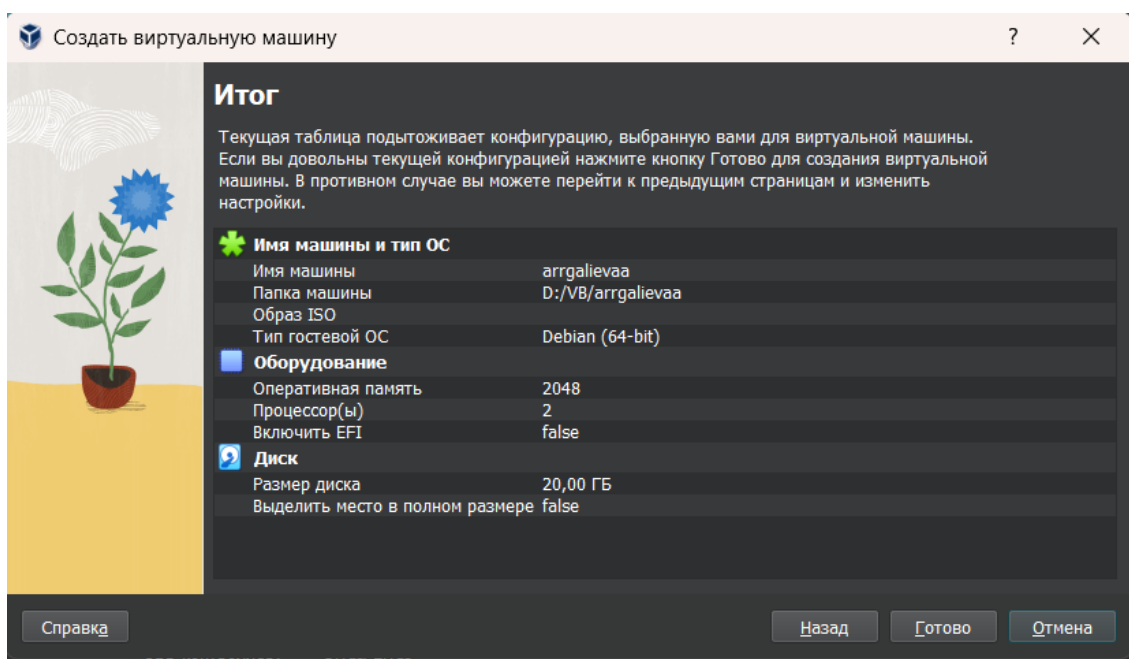 Создать виртуальную машину
?
Итог
Текущая таблица подытоживает конфигурацию, выбранную вами для виртуальной машины.
Если вы довольны текущей конфигурацией нажмите кнопку Готово для создания виртуальной
машины. В противном случае вы можете перейти к предыдущим страницам и изменить
настройки.
Имя машины и тип ОС
Имя машины arrgalievaa
Папка машины D:/VB/arrgalievaa
Образ ISO
Тип гостевой ОС Debian (64-bit)
Оборудование
Оперативная память 2048
Процессор(ы) 2
Включить EFI false
Диск
Размер диска 20,00 ГБ
Выделить место в полном размере false
Справка Назад Готово Отмена